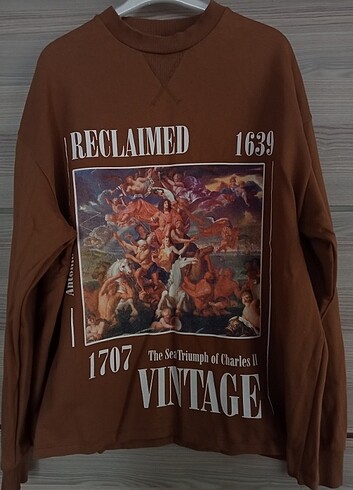 RECLAIMED 1639
1707 The Sea Triumph of Charles II
VINTAGE